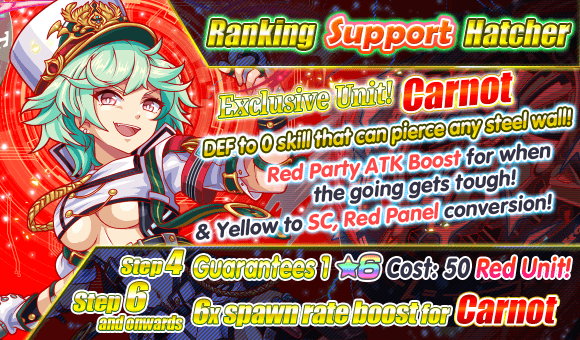 Ranking Support Hatcher
Exclusive Unit! Carnot
DEF to 0 skill that can pierce any steel wall!
Red Party ATK Boost for when
the going gets tough!
& Yellow to SC, Red Panel conversion!
Step 4 Guarantees 1 ★6 Cost: 50 Red Unit!
Step 6
and onwards 6x spawn rate boost for Carnot